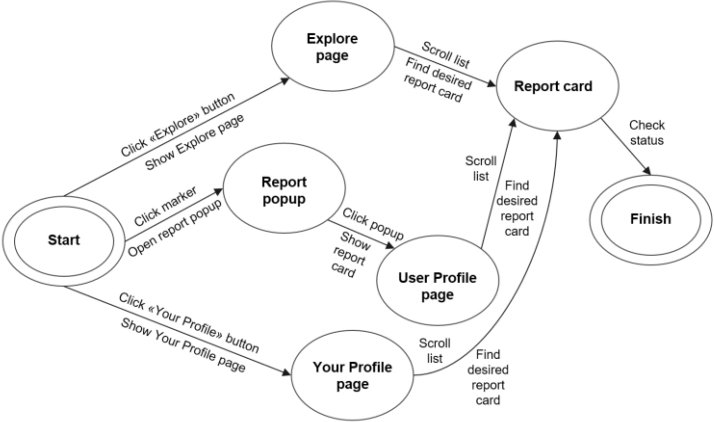 Explore
page
Scroll list
Find desired
report card
Report card
Click «Explore» button
Show Explore page
Check
status
Report
popup
Click marker
Open report popup
Scroll
list
Find
desired
report
card
Click popup
Show
report
card
Start
Finish
User Profile
page
Click «Your Profile» button
Show Your Profile page
Scroll
list
Find
desired
report
card
Your Profile
page